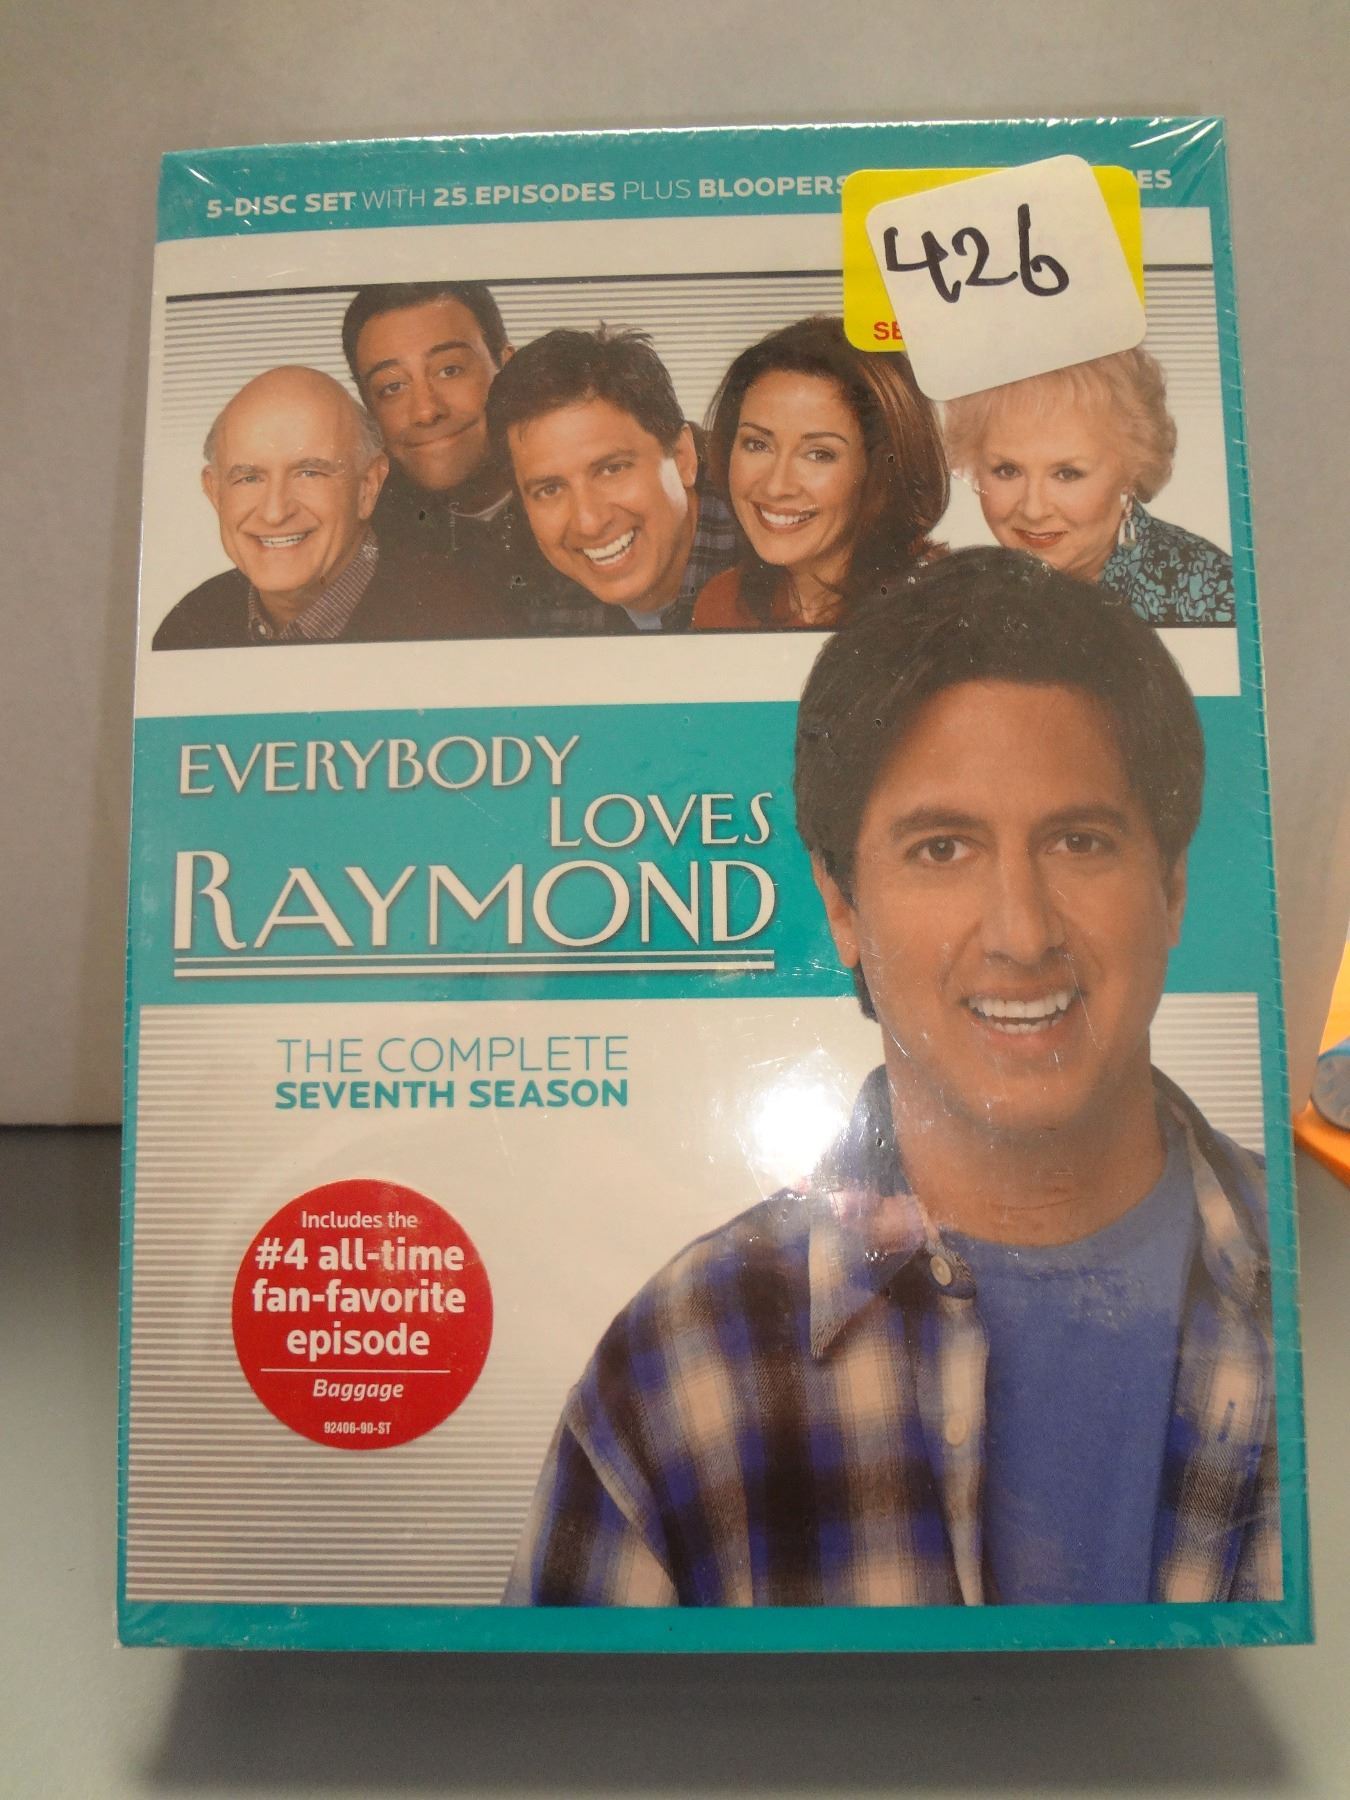 5-DISC SET WITH 25 EPISODES PLUS BLOOPERS
426
EVERYBODY
LOVES
RAYMOND
THE COMPLETE
SEVENTH SEASON
Includes the
#4 all-time
fan-favorite
episode
Baggage
92406-90-ST